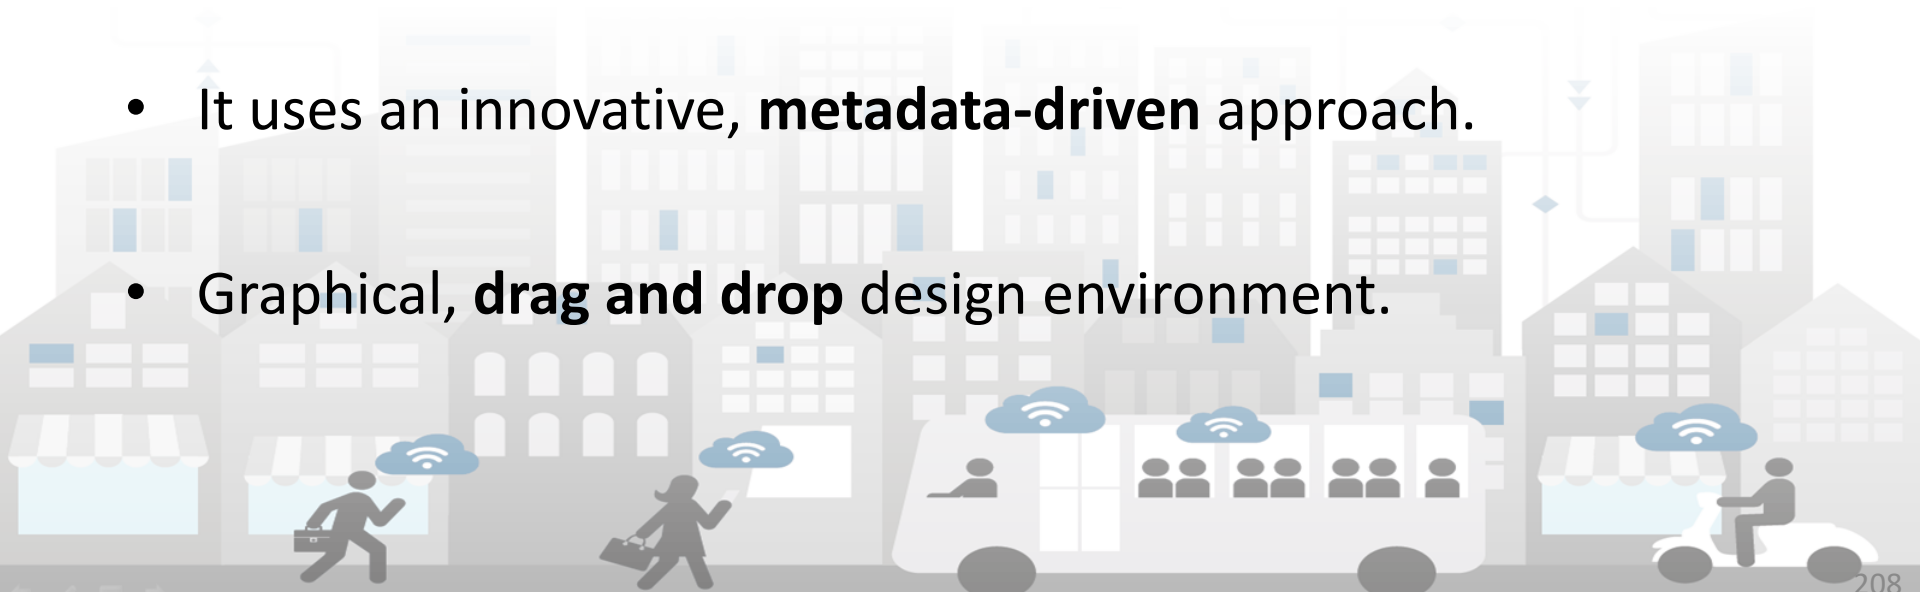 • It uses an innovative, metadata-driven approach.
• Graphical, drag and drop design environment.
208